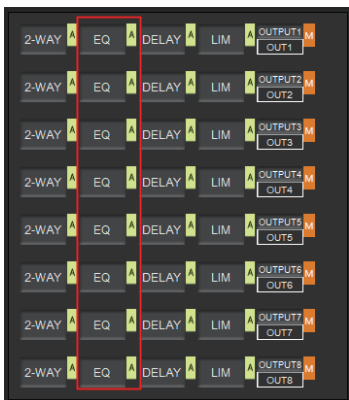 2-WAY A EQ A DELAY A LIM A OUTPUT1 M
OUT1
2-WAY A EQ A DELAY A LIM A OUTPUT2 M
OUT2
2-WAY A EQ A DELAY A LIM A OUTPUT3 M
OUT3
2-WAY A EQ A DELAY A LIM A OUTPUT4 M
OUT4
2-WAY A EQ A DELAY A LIM A OUTPUT5 M
OUT5
2-WAY A EQ A DELAY A LIM A OUTPUT6 M
OUT6
2-WAY A EQ A DELAY A LIM A OUTPUT7 M
OUT7
2-WAY A EQ A DELAY A LIM A OUTPUT8 M
OUT8